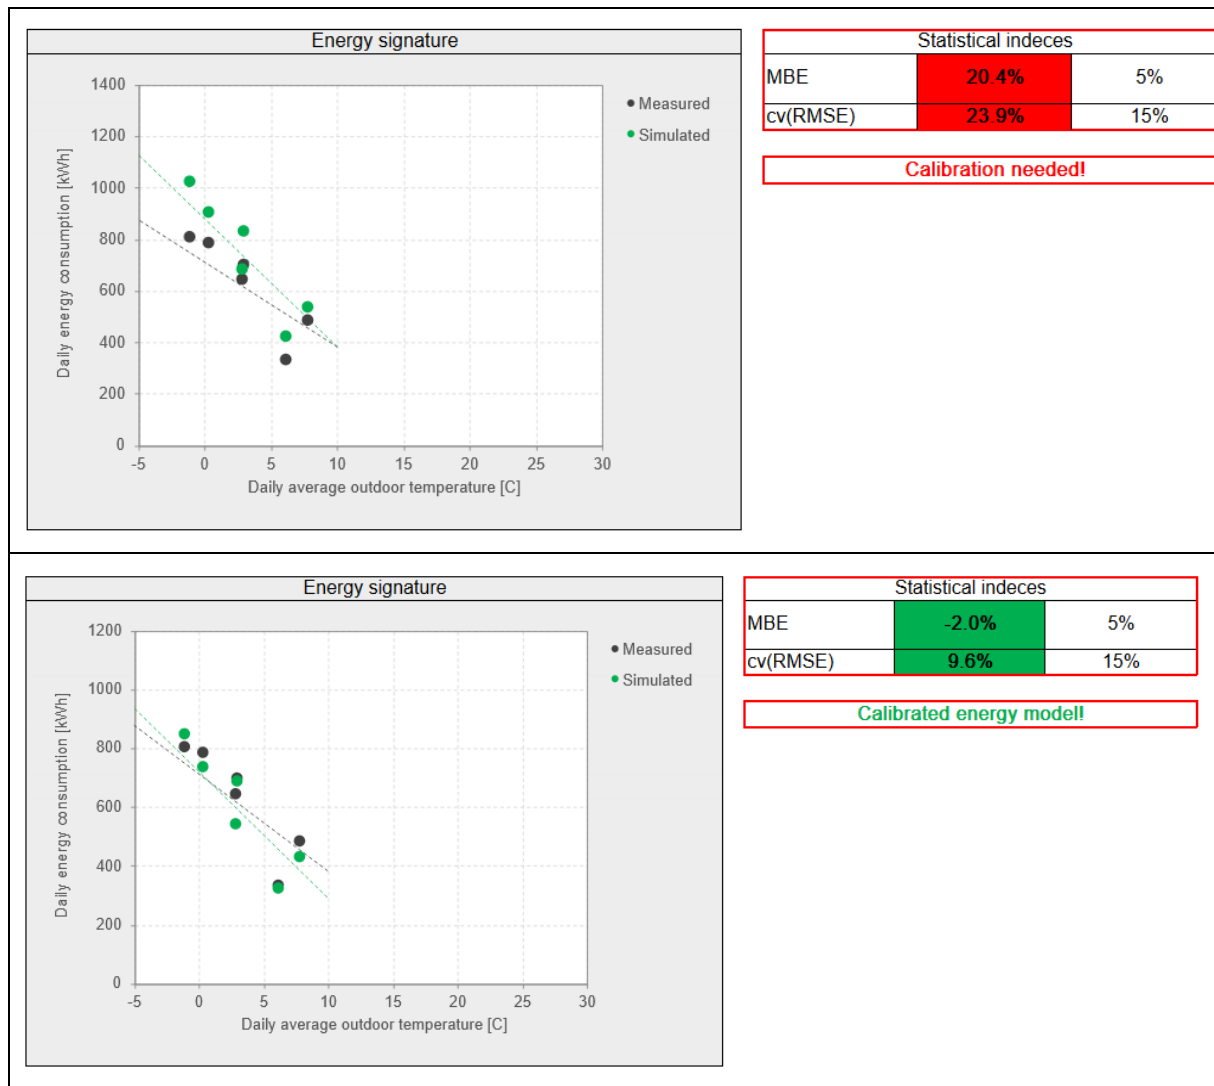 Energy signature
1400
1200
1000
800
600
400
200
0
-5 0 5 10 15 20 25 30
Daily energy consumption [kWh]
Daily average outdoor temperature [C]
Measured
Simulated
Statistical indeces
MBE 20.4% 5%
cv(RMSE) 23.9% 15%
Calibration needed!
Energy signature
1200
1000
800
600
400
200
0
-5 0 5 10 15 20 25 30
Daily energy consumption [kWh]
Daily average outdoor temperature [C]
Measured
Simulated
Statistical indeces
MBE -2.0% 5%
cv(RMSE) 9.6% 15%
Calibrated energy model!